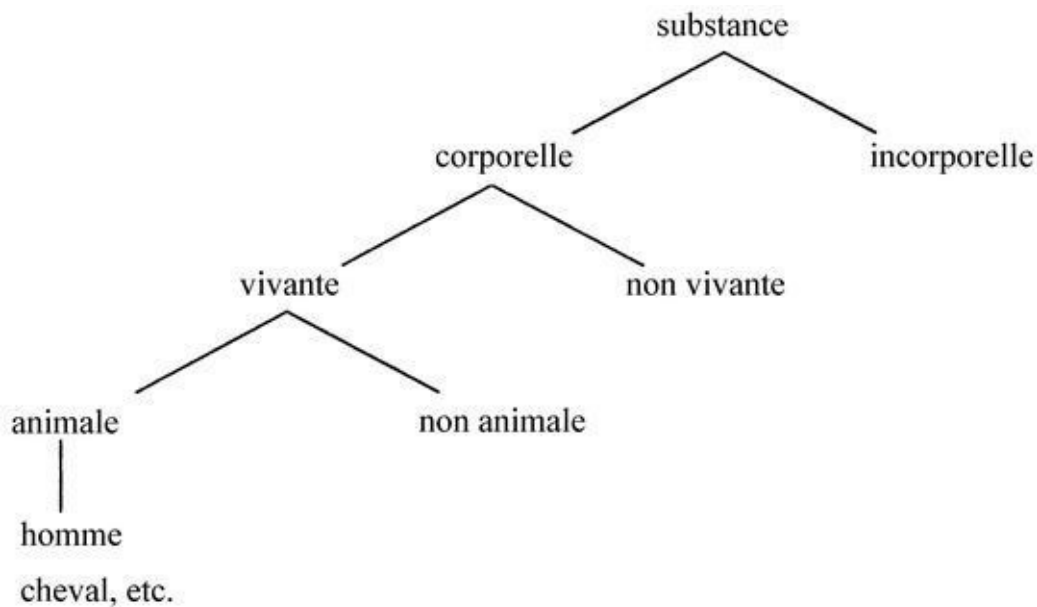 substance
corporelle incorporelle
vivante non vivante
animale non animale
homme
cheval, etc.